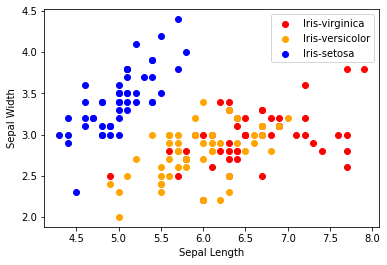 Iris-virginica
Iris-versicolor
Iris-setosa
4.5
4.0
3.5
3.0
2.5
2.0
Sepal Width
4.5 5.0 5.5 6.0 6.5 7.0 7.5 8.0
Sepal Length